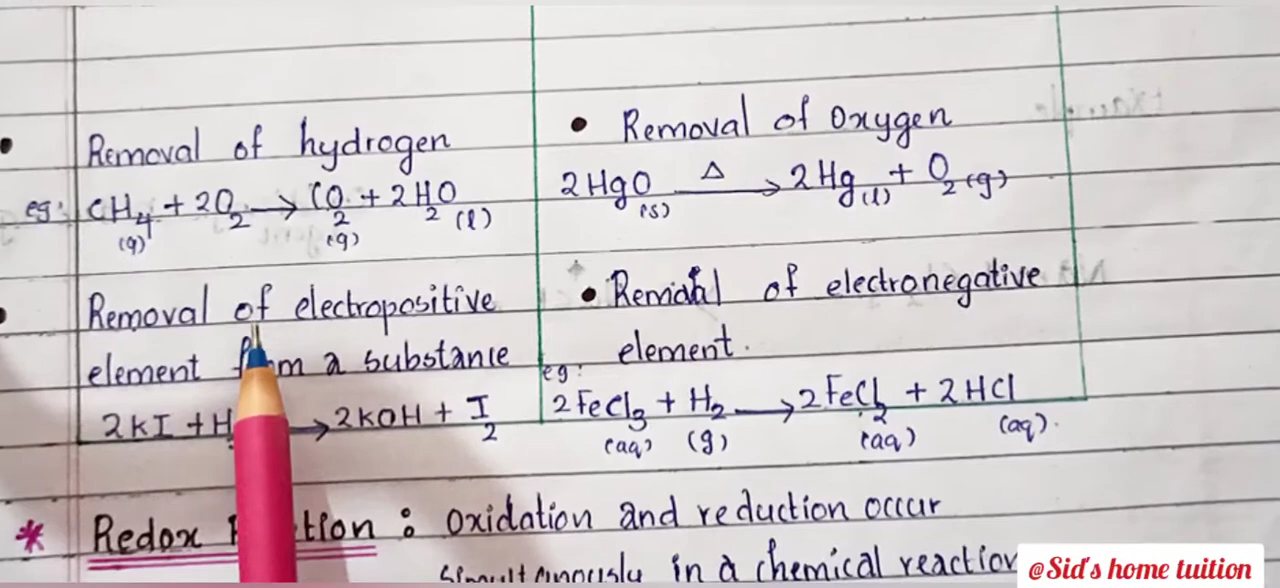 • Removal of hydrogen
eg: CH4(g) + 2O2 → CO2(g) + 2H2O(l)
• Removal of electropositive
element a substance
2KI + H → 2KOH + I2
• Removal of Oxygen
2HgO(s) —Δ→ 2Hg(l) + O2(g)
• Removal of electronegative
element.
eg:
2FeCl3(aq) + H2(g) → 2FeCl2(aq) + 2HCl(aq).
* Redox : Oxidation and reduction occur
simultanously in a chemical reaction
@Sid's home tuition